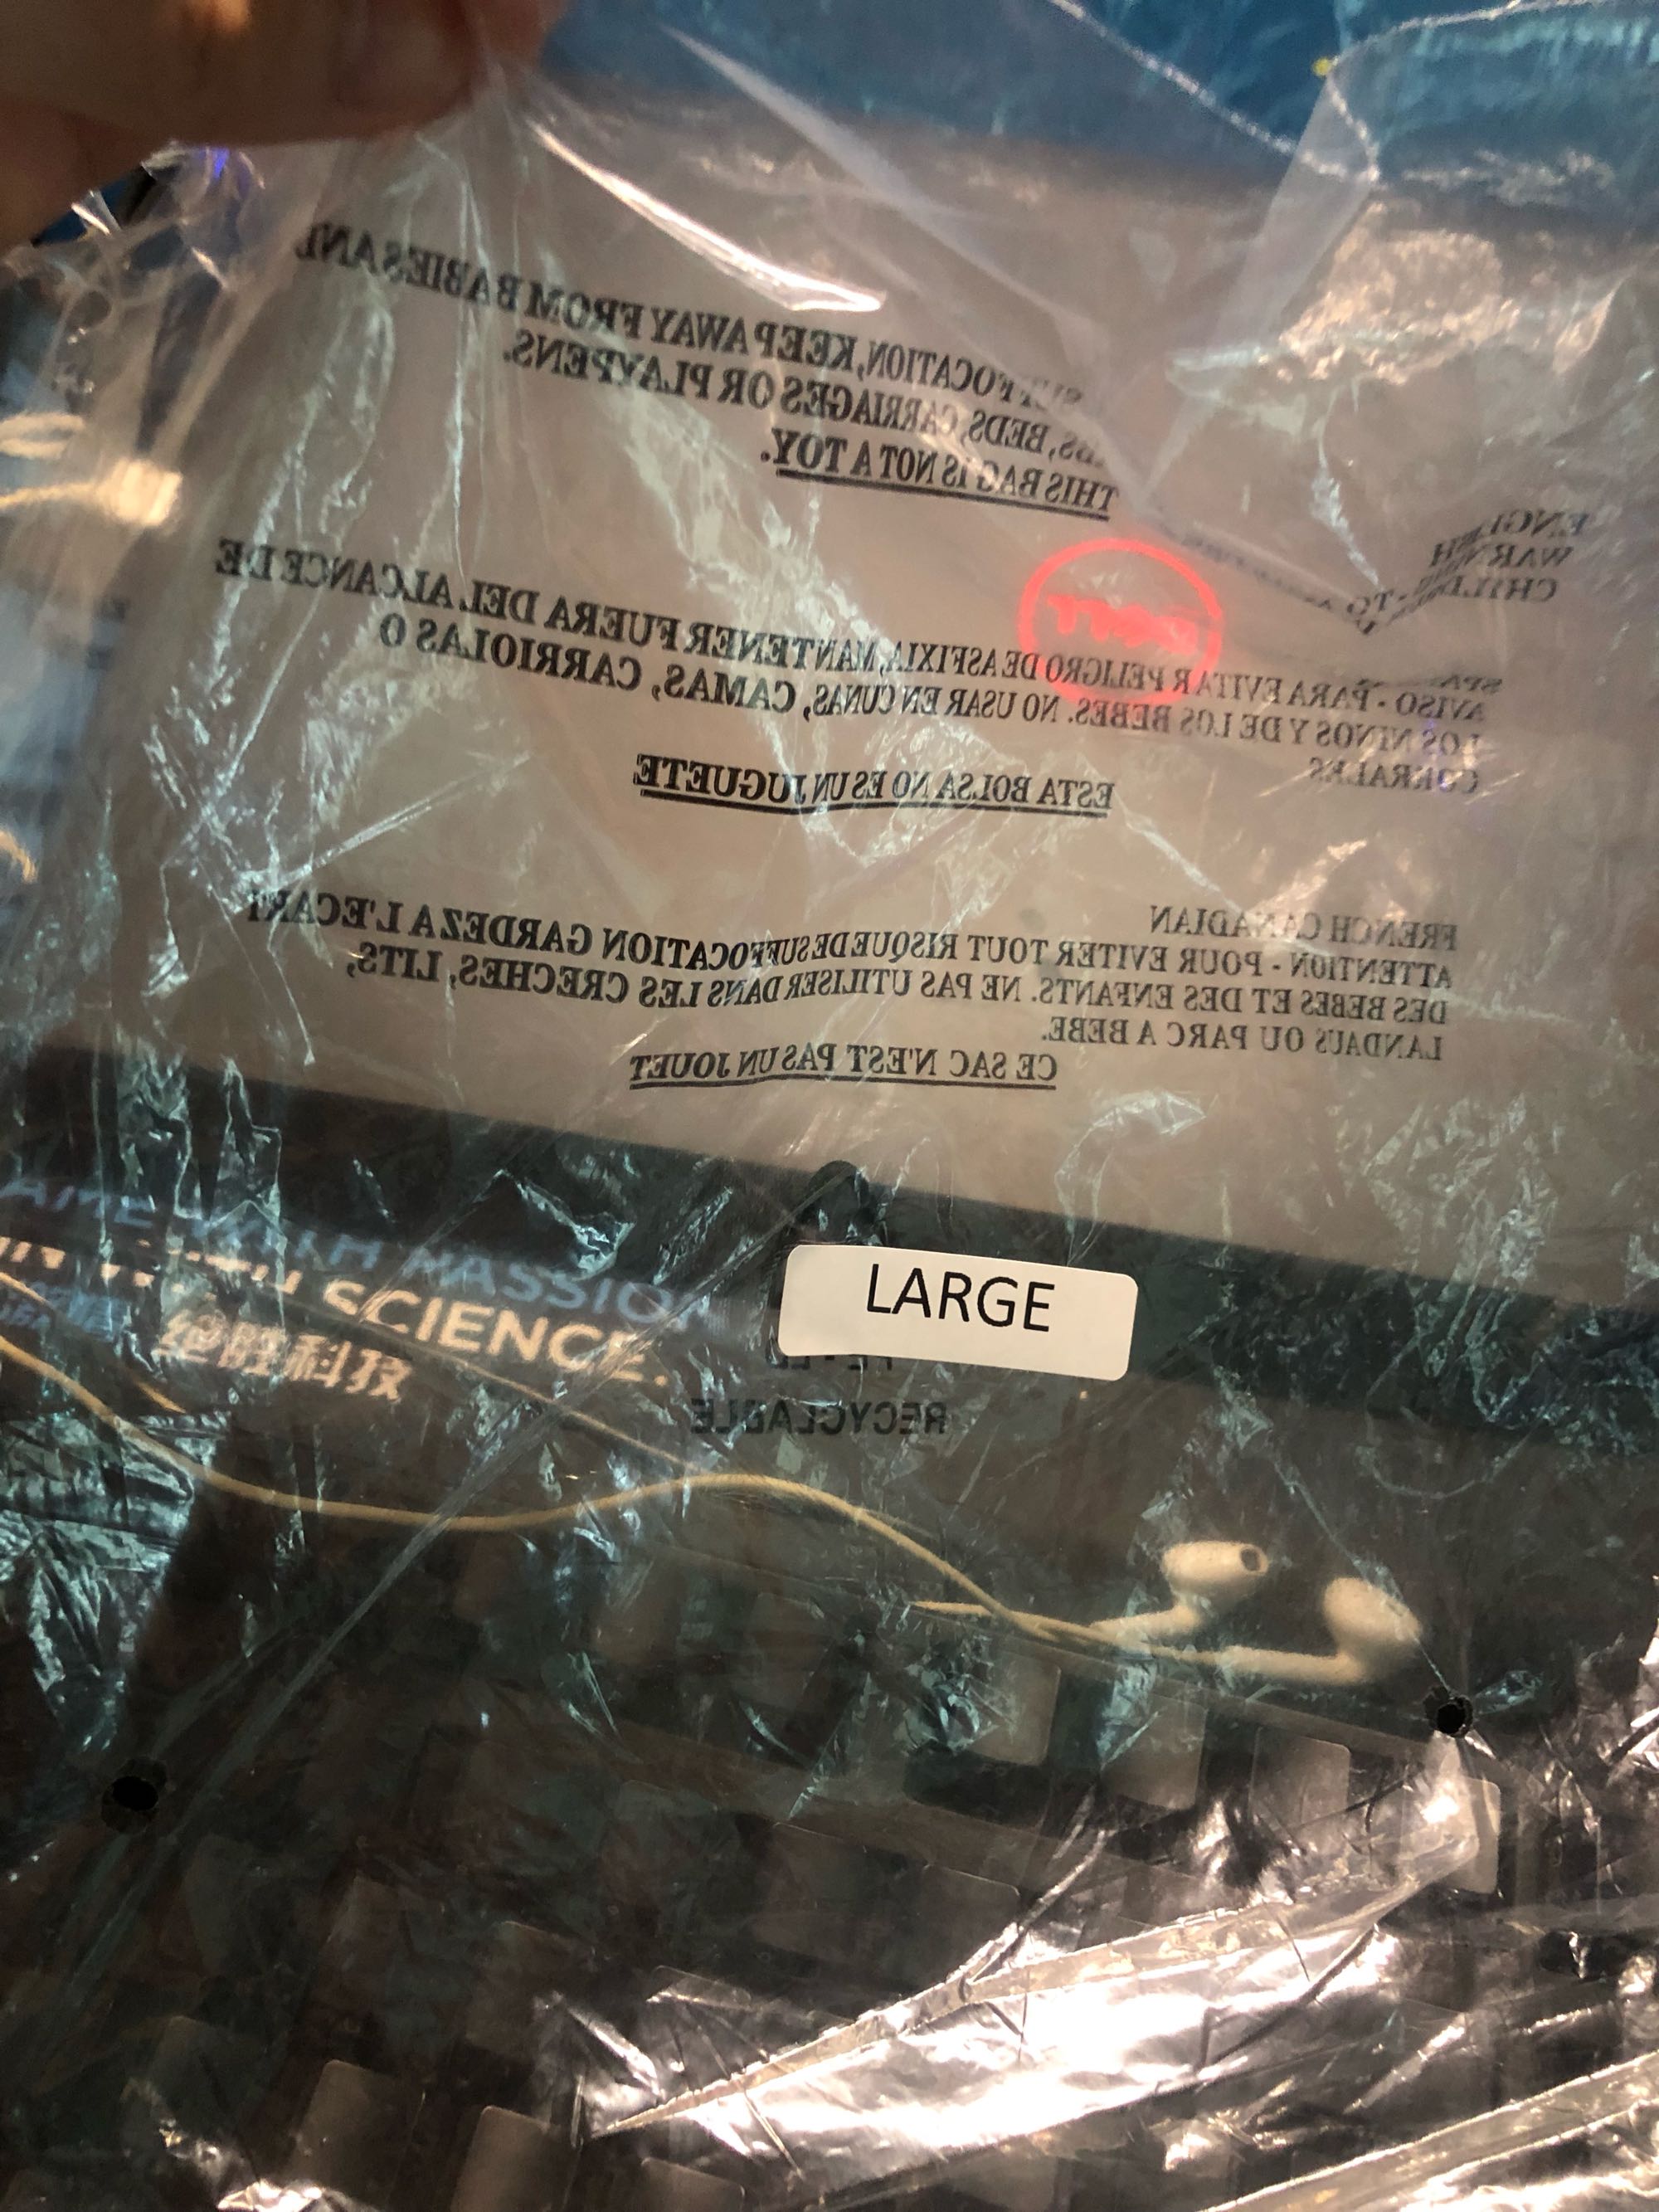 SUFFOCATION, KEEP AWAY FROM BABIES AND
BEDS, CARRIAGES OR PLAYPENS.
THIS BAG IS NOT A TOY.
ENGLISH
AVISO - PARA EVITAR PELIGRO DE ASFIXIA, MANTENER FUERA DEL ALCANCE DE
LOS NINOS Y DE LOS BEBES. NO USAR EN CUNAS, CAMAS, CARRIOLAS O
CORRALES
ESTA BOLSA NO ES UN JUGUETE
FRENCH CANADIAN
ATTENTION - POUR EVITER TOUT RISQUE DE SUFFOCATION GARDEZ A L'ECART
DES BEBES ET DES ENFANTS. NE PAS UTILISER DANS LES CRECHES, LITS,
LANDAUS OU PARC A BEBE.
CE SAC N'EST PAS UN JOUET
LARGE
RECYCLABLE
PASSION
SCIENCE.
科技